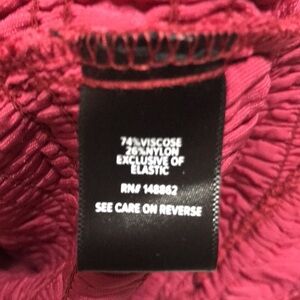 74%VISCOSE
26%NYLON
EXCLUSIVE OF
ELASTIC
RN# 148862
SEE CARE ON REVERSE